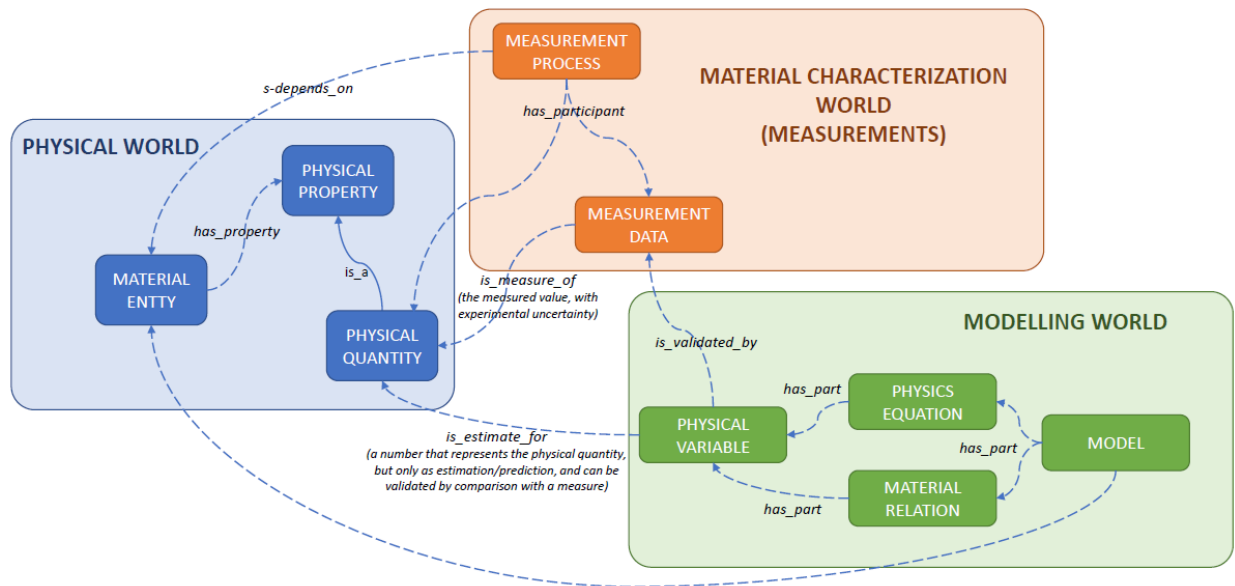 MEASUREMENT
PROCESS
MATERIAL CHARACTERIZATION
WORLD
(MEASUREMENTS)
s-depends_on
has_participant
PHYSICAL WORLD
PHYSICAL
PROPERTY
MEASUREMENT
DATA
has_property
MATERIAL
ENTTY
is_a
is_measure_of
(the measured value, with
experimental uncertainty)
PHYSICAL
QUANTITY
MODELLING WORLD
is_validated_by
has_part
PHYSICS
EQUATION
PHYSICAL
VARIABLE
is_estimate_for
(a number that represents the physical quantity,
but only as estimation/prediction, and can be
validated by comparison with a measure)
has_part
MODEL
MATERIAL
RELATION
has_part